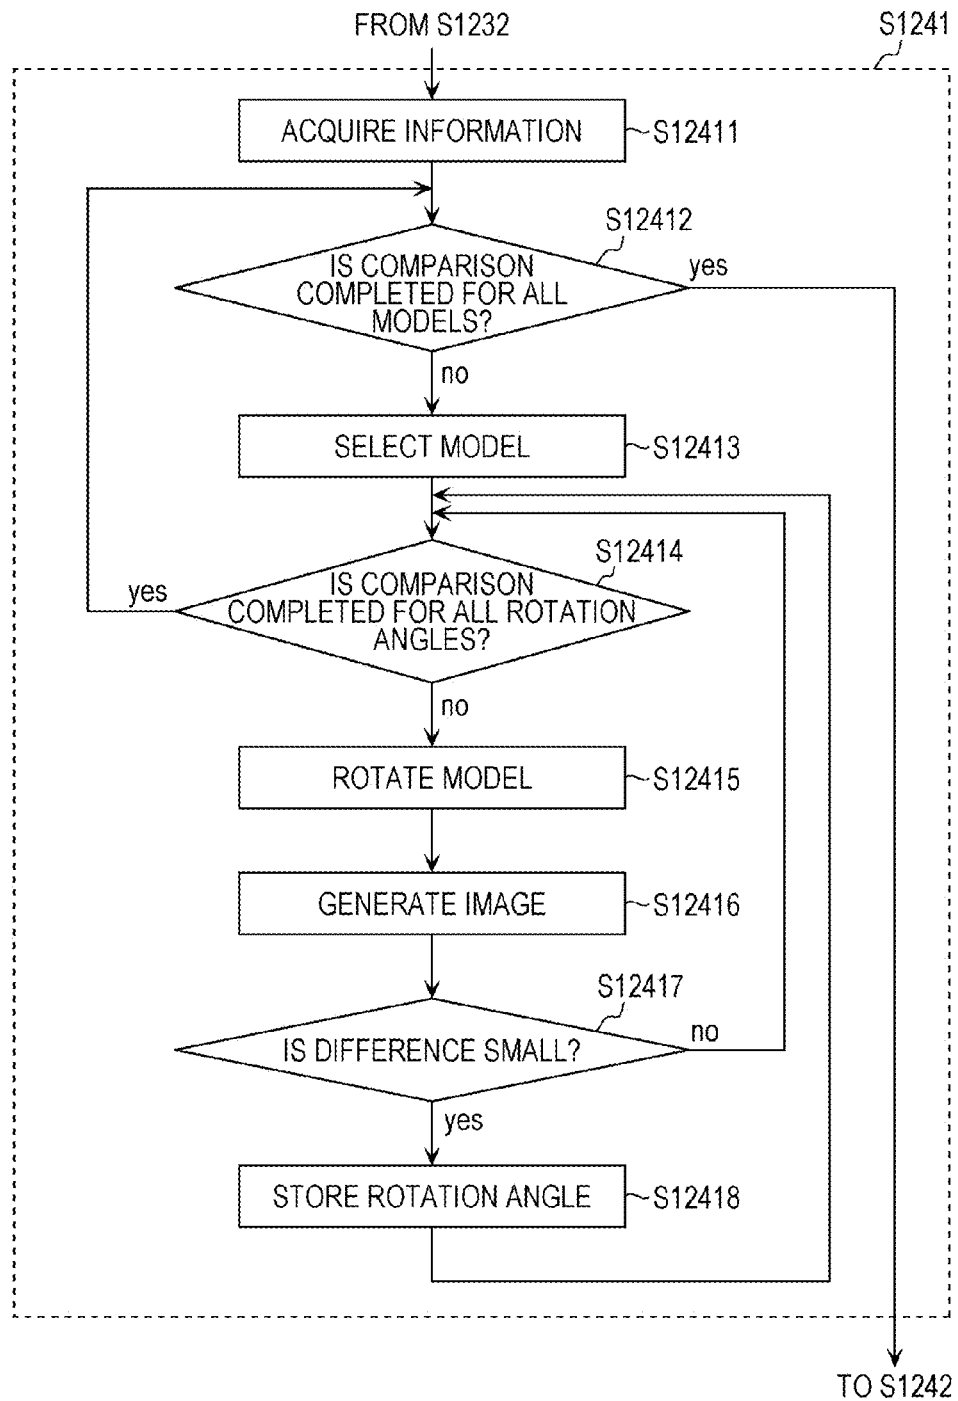 FROM S1232
S1241
ACQUIRE INFORMATION
S12411
S12412
IS COMPARISON
COMPLETED FOR ALL
MODELS?
yes
no
SELECT MODEL
S12413
S12414
IS COMPARISON
COMPLETED FOR ALL ROTATION
ANGLES?
yes
no
ROTATE MODEL
S12415
GENERATE IMAGE
S12416
S12417
IS DIFFERENCE SMALL?
no
yes
STORE ROTATION ANGLE
S12418
TO S1242